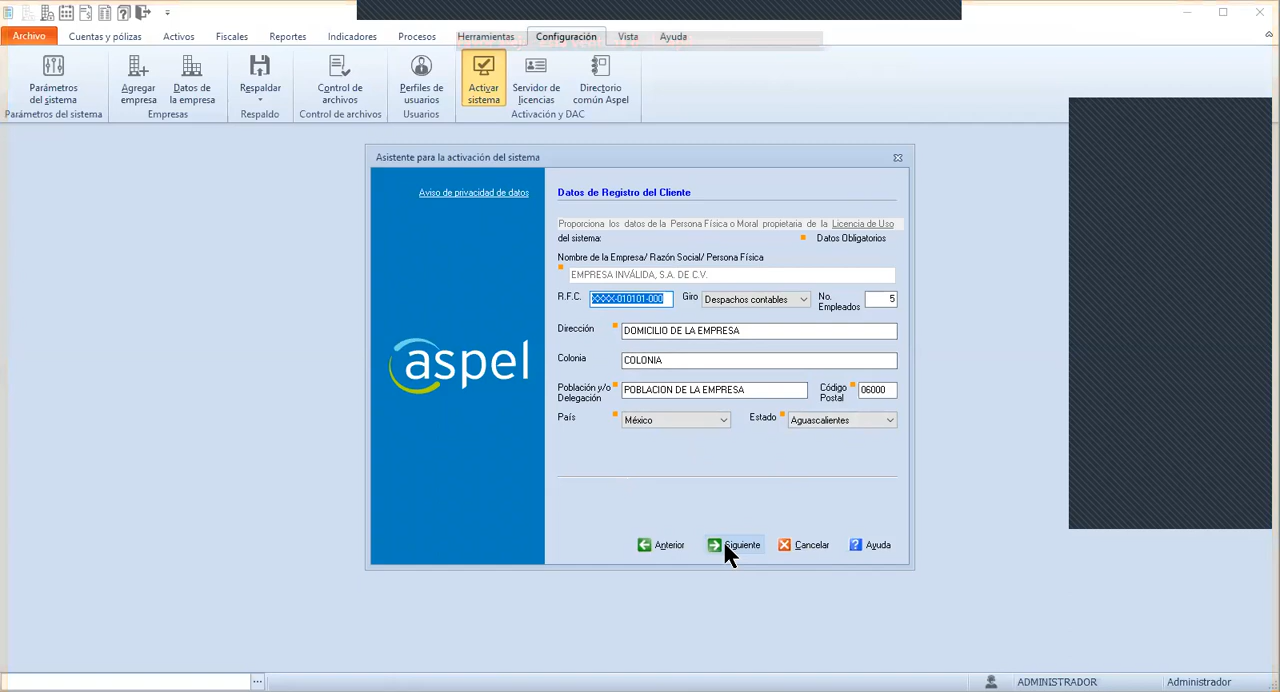 Archivo
Cuentas y pólizas
Activos
Fiscales
Reportes
Indicadores
Procesos
Herramientas
Configuración
Vista
Ayuda
Parámetros del sistema
Agregar empresa
Datos de la empresa
Respaldar
Control de archivos
Perfiles de usuarios
Activar sistema
Servidor de licencias
Directorio común Aspel
Parámetros del sistema
Empresas
Respaldo
Control de archivos
Usuarios
Activación y DAC
Asistente para la activación del sistema
Aviso de privacidad de datos
aspel
Datos de Registro del Cliente
Proporciona los datos de la Persona Física o Moral propietaria de la Licencia de Uso
del sistema:
Datos Obligatorios
Nombre de la Empresa/ Razón Social/ Persona Física
EMPRESA INVÁLIDA, S.A. DE C.V.
R.F.C. XXXX-010101-000 Giro Despachos contables No. Empleados 5
Dirección DOMICILIO DE LA EMPRESA
Colonia COLONIA
Población y/o Delegación POBLACION DE LA EMPRESA Código Postal 06000
País México Estado Aguascalientes
Anterior Siguiente Cancelar Ayuda
ADMINISTRADOR Administrador